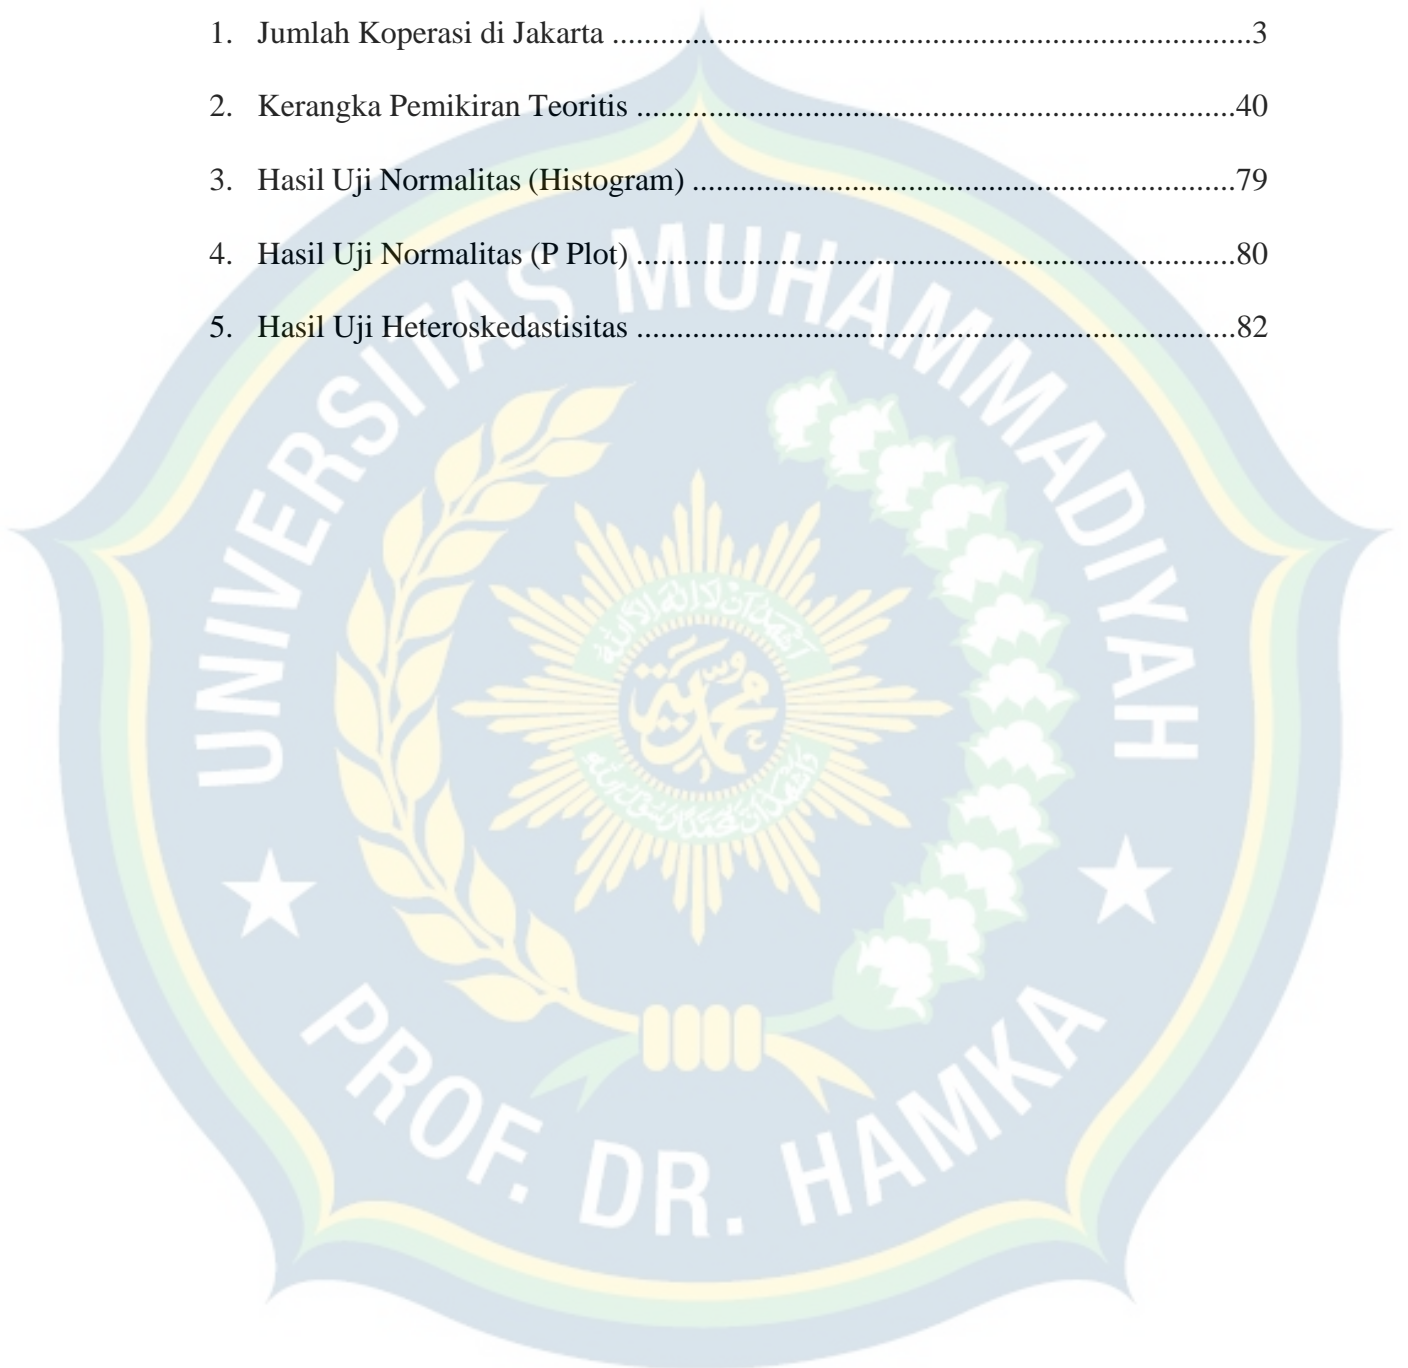 1. Jumlah Koperasi di Jakarta ...............................................................................3
2. Kerangka Pemikiran Teoritis ..........................................................................40
3. Hasil Uji Normalitas (Histogram) ...................................................................79
4. Hasil Uji Normalitas (P Plot) ..........................................................................80
5. Hasil Uji Heteroskedastisitas ..........................................................................82
UNIVERSITAS MUHAMMADIYAH
محمدية
PROF. DR. HAMKA